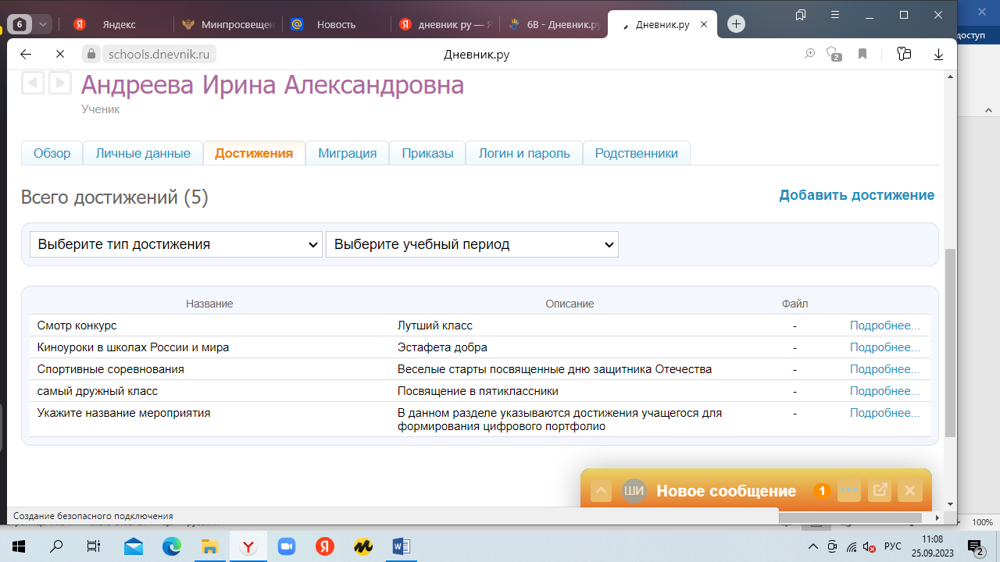 6
Яндекс
Минпросвещен
Новость
дневник ру — Я
6В - Дневник.ру
Дневник.ру
доступ
schools.dnevnik.ru
Дневник.ру
2
Андреева Ирина Александровна
Ученик
Обзор
Личные данные
Достижения
Миграция
Приказы
Логин и пароль
Родственники
Всего достижений (5)
Добавить достижение
Выберите тип достижения
Выберите учебный период
Название Описание Файл
Смотр конкурс Лутший класс - Подробнее...
Киноуроки в школах России и мира Эстафета добра - Подробнее...
Спортивные соревнования Веселые старты посвященные дню защитника Отечества - Подробнее...
самый дружный класс Посвящение в пятиклассники - Подробнее...
Укажите название мероприятия В данном разделе указываются достижения учащегося для - Подробнее...
формирования цифрового портфолио
ШИ Новое сообщение 1
Создание безопасного подключения
100%
РУС
11:08
25.09.2023
2